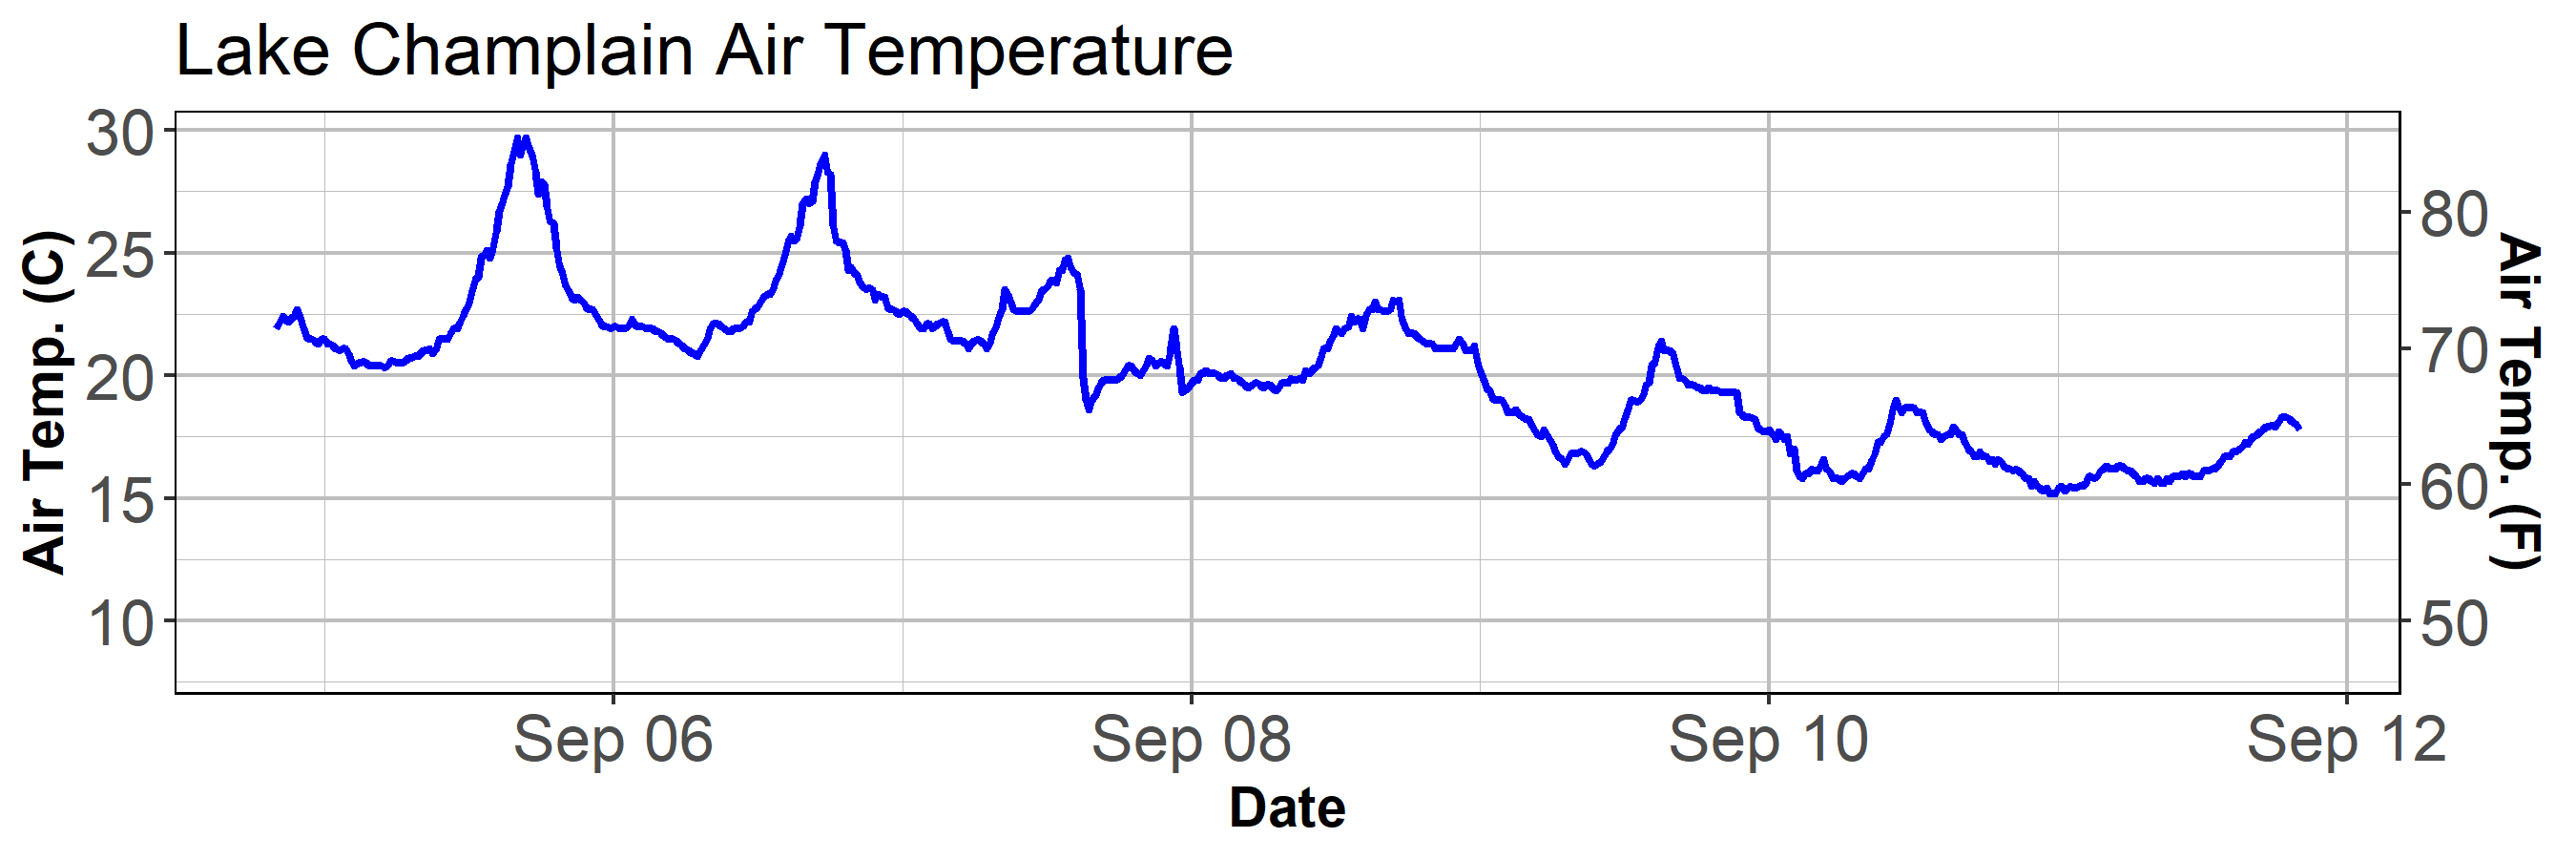 Lake Champlain Air Temperature
30
25
20
15
10
Air Temp. (C)
80
70
60
50
Air Temp. (F)
Sep 06
Sep 08
Sep 10
Sep 12
Date